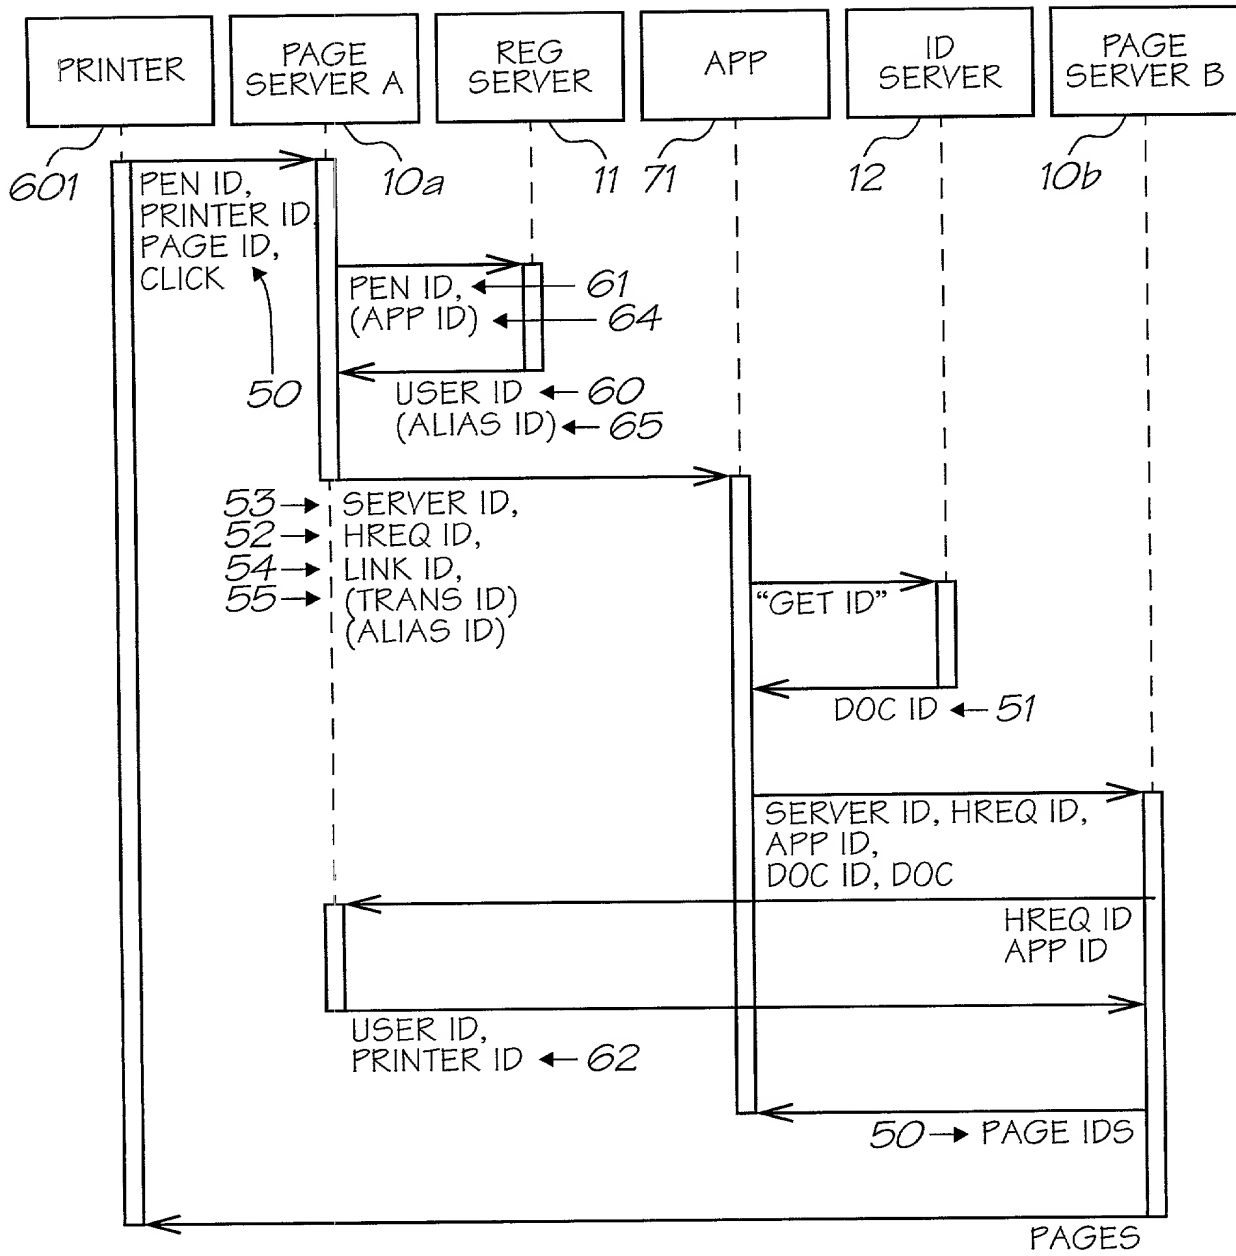 PRINTER
PAGE
SERVER A
REG
SERVER
APP
ID
SERVER
PAGE
SERVER B
601
10a
11
71
12
10b
PEN ID,
PRINTER ID,
PAGE ID,
CLICK
50
PEN ID, 61
(APP ID) 64
USER ID 60
(ALIAS ID) 65
53 SERVER ID,
52 HREQ ID,
54 LINK ID,
55 (TRANS ID)
(ALIAS ID)
"GET ID"
DOC ID 51
SERVER ID, HREQ ID,
APP ID,
DOC ID, DOC
HREQ ID
APP ID
USER ID,
PRINTER ID 62
50 PAGE IDS
PAGES